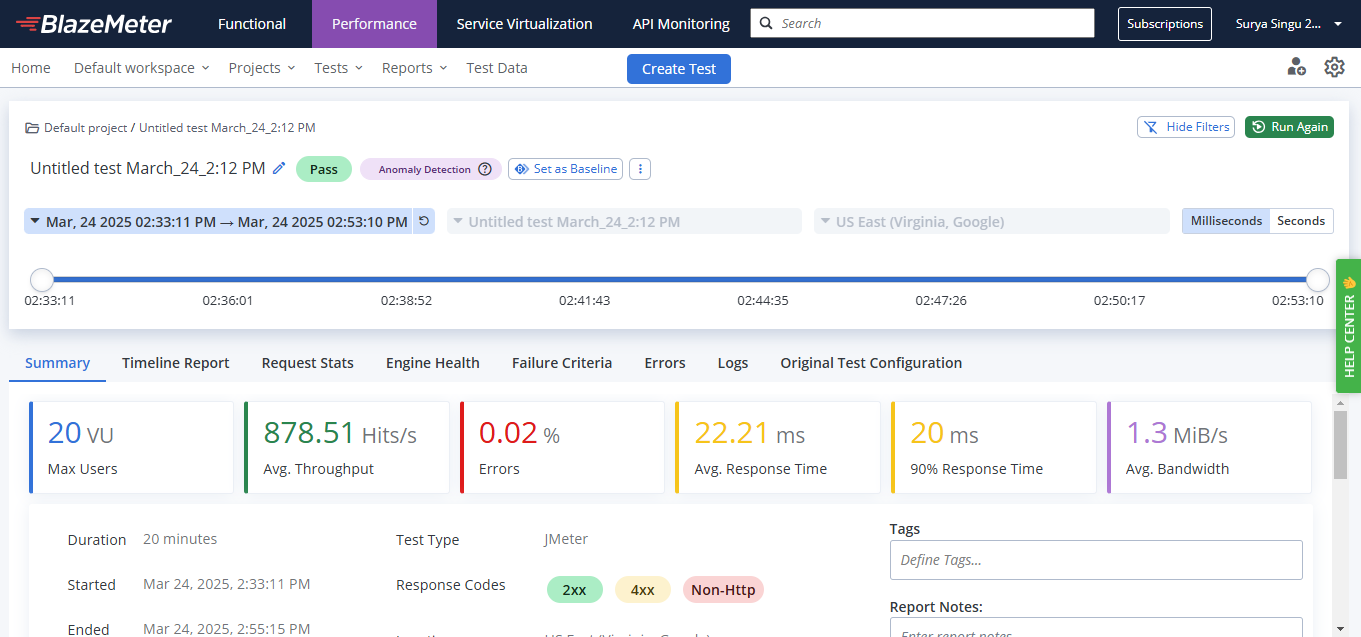 BlazeMeter Functional Performance Service Virtualization API Monitoring Search Subscriptions Surya Singu 2...
Home Default workspace Projects Tests Reports Test Data Create Test
Default project / Untitled test March_24_2:12 PM Hide Filters Run Again
Untitled test March_24_2:12 PM Pass Anomaly Detection ? Set as Baseline
Mar, 24 2025 02:33:11 PM → Mar, 24 2025 02:53:10 PM Untitled test March_24_2:12 PM US East (Virginia, Google) Milliseconds Seconds
02:33:11 02:36:01 02:38:52 02:41:43 02:44:35 02:47:26 02:50:17 02:53:10
HELP CENTER
Summary Timeline Report Request Stats Engine Health Failure Criteria Errors Logs Original Test Configuration
20 VU 878.51 Hits/s 0.02 % 22.21 ms 20 ms 1.3 MiB/s
Max Users Avg. Throughput Errors Avg. Response Time 90% Response Time Avg. Bandwidth
Duration 20 minutes Test Type JMeter Tags
Define Tags...
Started Mar 24, 2025, 2:33:11 PM Response Codes 2xx 4xx Non-Http
Report Notes:
Ended Mar 24, 2025, 2:55:15 PM
Enter report notes